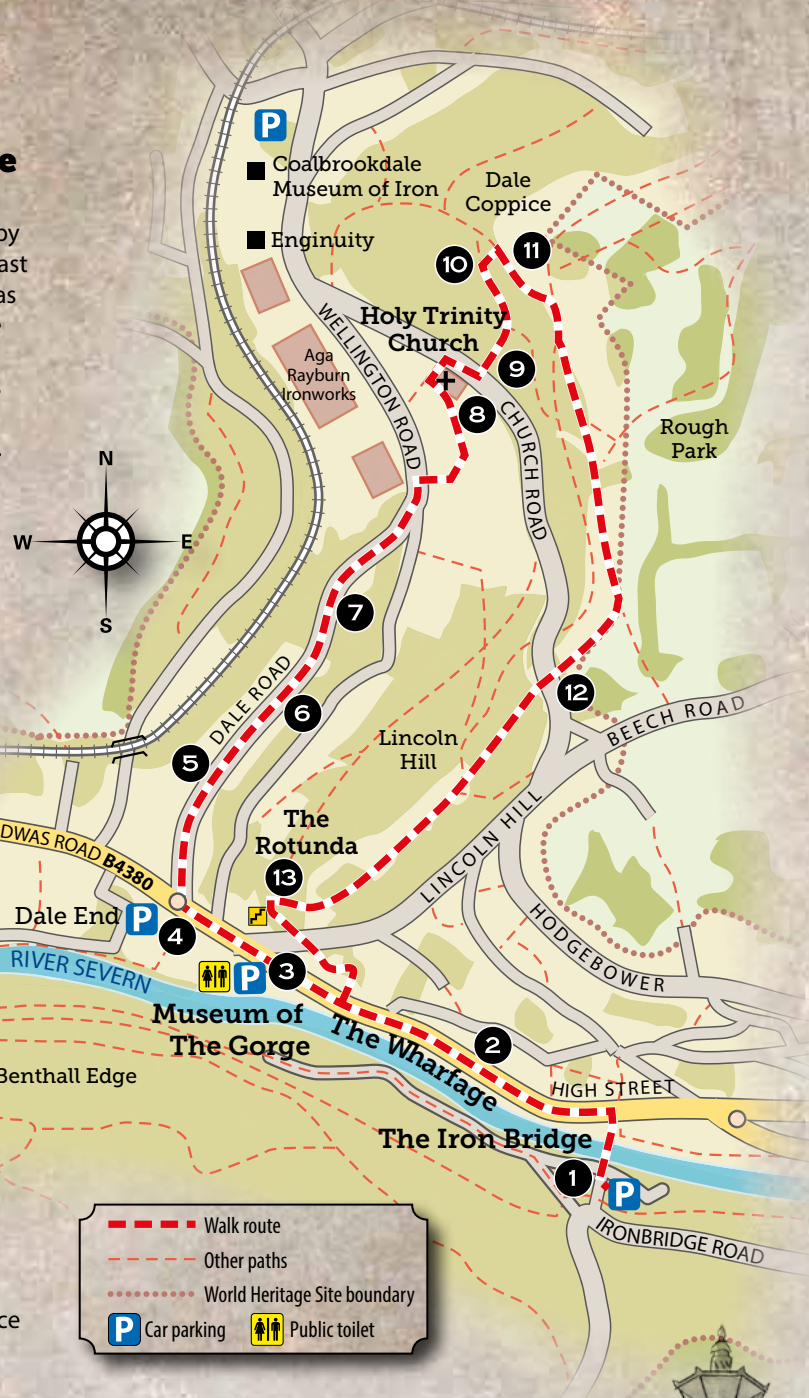 e
by
ast
as
P
Coalbrookdale
Museum of Iron
Enginuity
Dale
Coppice
10
11
Holy Trinity
Church
WELLINGTON ROAD
Aga
Rayburn
Ironworks
9
8
CHURCH ROAD
Rough
Park
N
W
E
S
7
6
DALE ROAD
5
12
BEECH ROAD
Lincoln
Hill
LINCOLN HILL
The
Rotunda
13
DWAS ROAD B4380
Dale End P
4
HODGEBOWER
RIVER SEVERN
P
3
Museum of
The Gorge
The Wharfage
2
Benthall Edge
HIGH STREET
The Iron Bridge
1
P
IRONBRIDGE ROAD
Walk route
Other paths
World Heritage Site boundary
P Car parking
Public toilet
ce